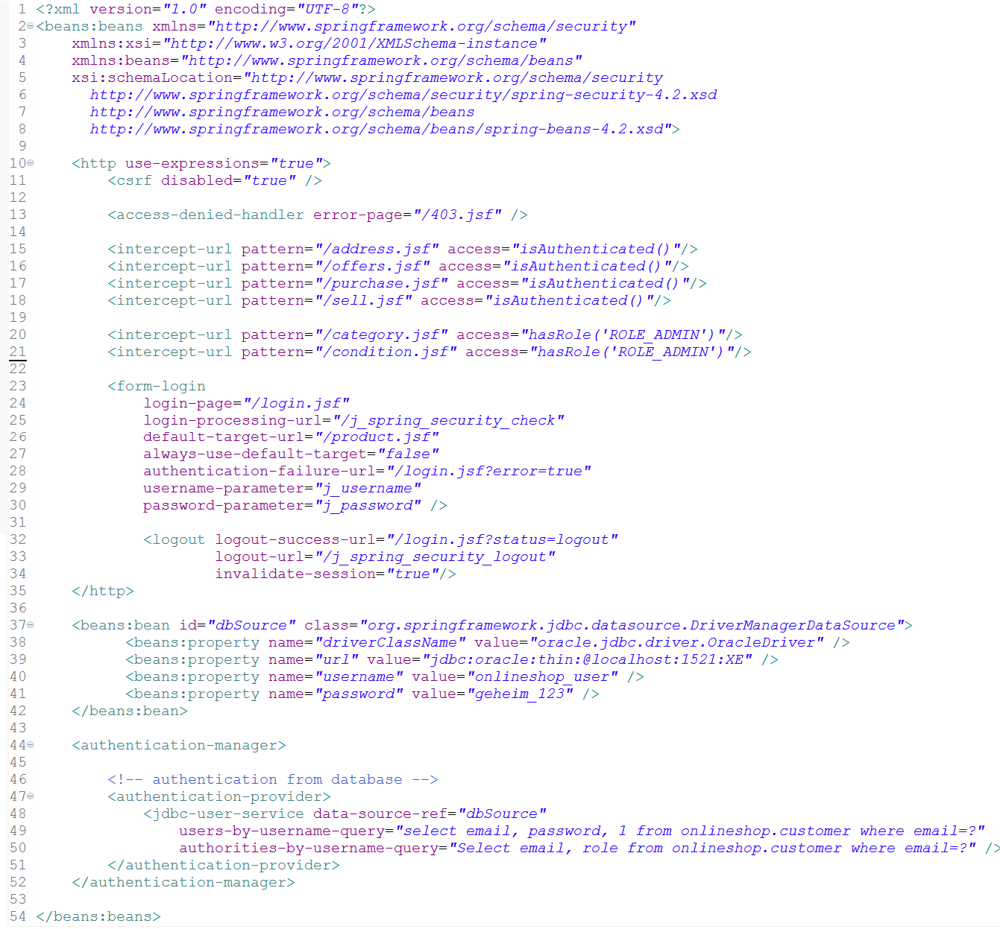 1 <?xml version="1.0" encoding="UTF-8"?>
2 <beans:beans xmlns="http://www.springframework.org/schema/security"
3     xmlns:xsi="http://www.w3.org/2001/XMLSchema-instance"
4     xmlns:beans="http://www.springframework.org/schema/beans"
5     xsi:schemaLocation="http://www.springframework.org/schema/security
6       http://www.springframework.org/schema/security/spring-security-4.2.xsd
7       http://www.springframework.org/schema/beans
8       http://www.springframework.org/schema/beans/spring-beans-4.2.xsd">
9
10     <http use-expressions="true">
11         <csrf disabled="true" />
12
13         <access-denied-handler error-page="/403.jsf" />
14
15         <intercept-url pattern="/address.jsf" access="isAuthenticated()"/>
16         <intercept-url pattern="/offers.jsf" access="isAuthenticated()"/>
17         <intercept-url pattern="/purchase.jsf" access="isAuthenticated()"/>
18         <intercept-url pattern="/sell.jsf" access="isAuthenticated()"/>
19
20         <intercept-url pattern="/category.jsf" access="hasRole('ROLE_ADMIN')"/>
21         <intercept-url pattern="/condition.jsf" access="hasRole('ROLE_ADMIN')"/>
22
23         <form-login
24             login-page="/login.jsf"
25             login-processing-url="/j_spring_security_check"
26             default-target-url="/product.jsf"
27             always-use-default-target="false"
28             authentication-failure-url="/login.jsf?error=true"
29             username-parameter="j_username"
30             password-parameter="j_password" />
31
32             <logout logout-success-url="/login.jsf?status=logout"
33                     logout-url="/j_spring_security_logout"
34                     invalidate-session="true"/>
35     </http>
36
37     <beans:bean id="dbSource" class="org.springframework.jdbc.datasource.DriverManagerDataSource">
38           <beans:property name="driverClassName" value="oracle.jdbc.driver.OracleDriver" />
39           <beans:property name="url" value="jdbc:oracle:thin:@localhost:1521:XE" />
40           <beans:property name="username" value="onlineshop_user" />
41           <beans:property name="password" value="geheim_123" />
42     </beans:bean>
43
44     <authentication-manager>
45
46         <!-- authentication from database -->
47         <authentication-provider>
48             <jdbc-user-service data-source-ref="dbSource"
49                 users-by-username-query="select email, password, 1 from onlineshop.customer where email=?"
50                 authorities-by-username-query="Select email, role from onlineshop.customer where email=?" />
51         </authentication-provider>
52     </authentication-manager>
53
54 </beans:beans>